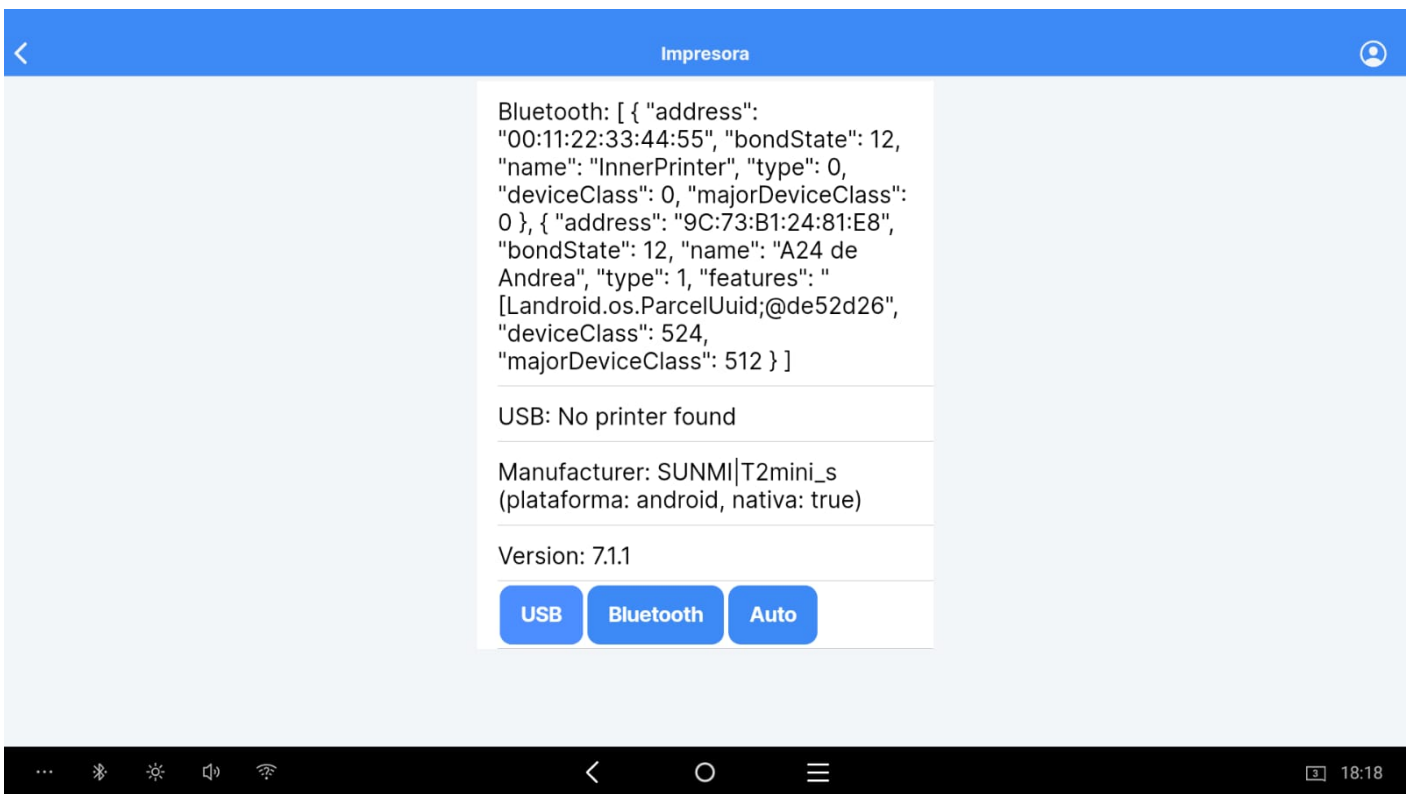 Impresora
Bluetooth: [ { "address":
"00:11:22:33:44:55", "bondState": 12,
"name": "InnerPrinter", "type": 0,
"deviceClass": 0, "majorDeviceClass":
0 }, { "address": "9C:73:B1:24:81:E8",
"bondState": 12, "name": "A24 de
Andrea", "type": 1, "features": "
[Landroid.os.ParcelUuid;@de52d26",
"deviceClass": 524,
"majorDeviceClass": 512 } ]
USB: No printer found
Manufacturer: SUNMI|T2mini_s
(plataforma: android, nativa: true)
Version: 7.1.1
USB Bluetooth Auto
3 18:18